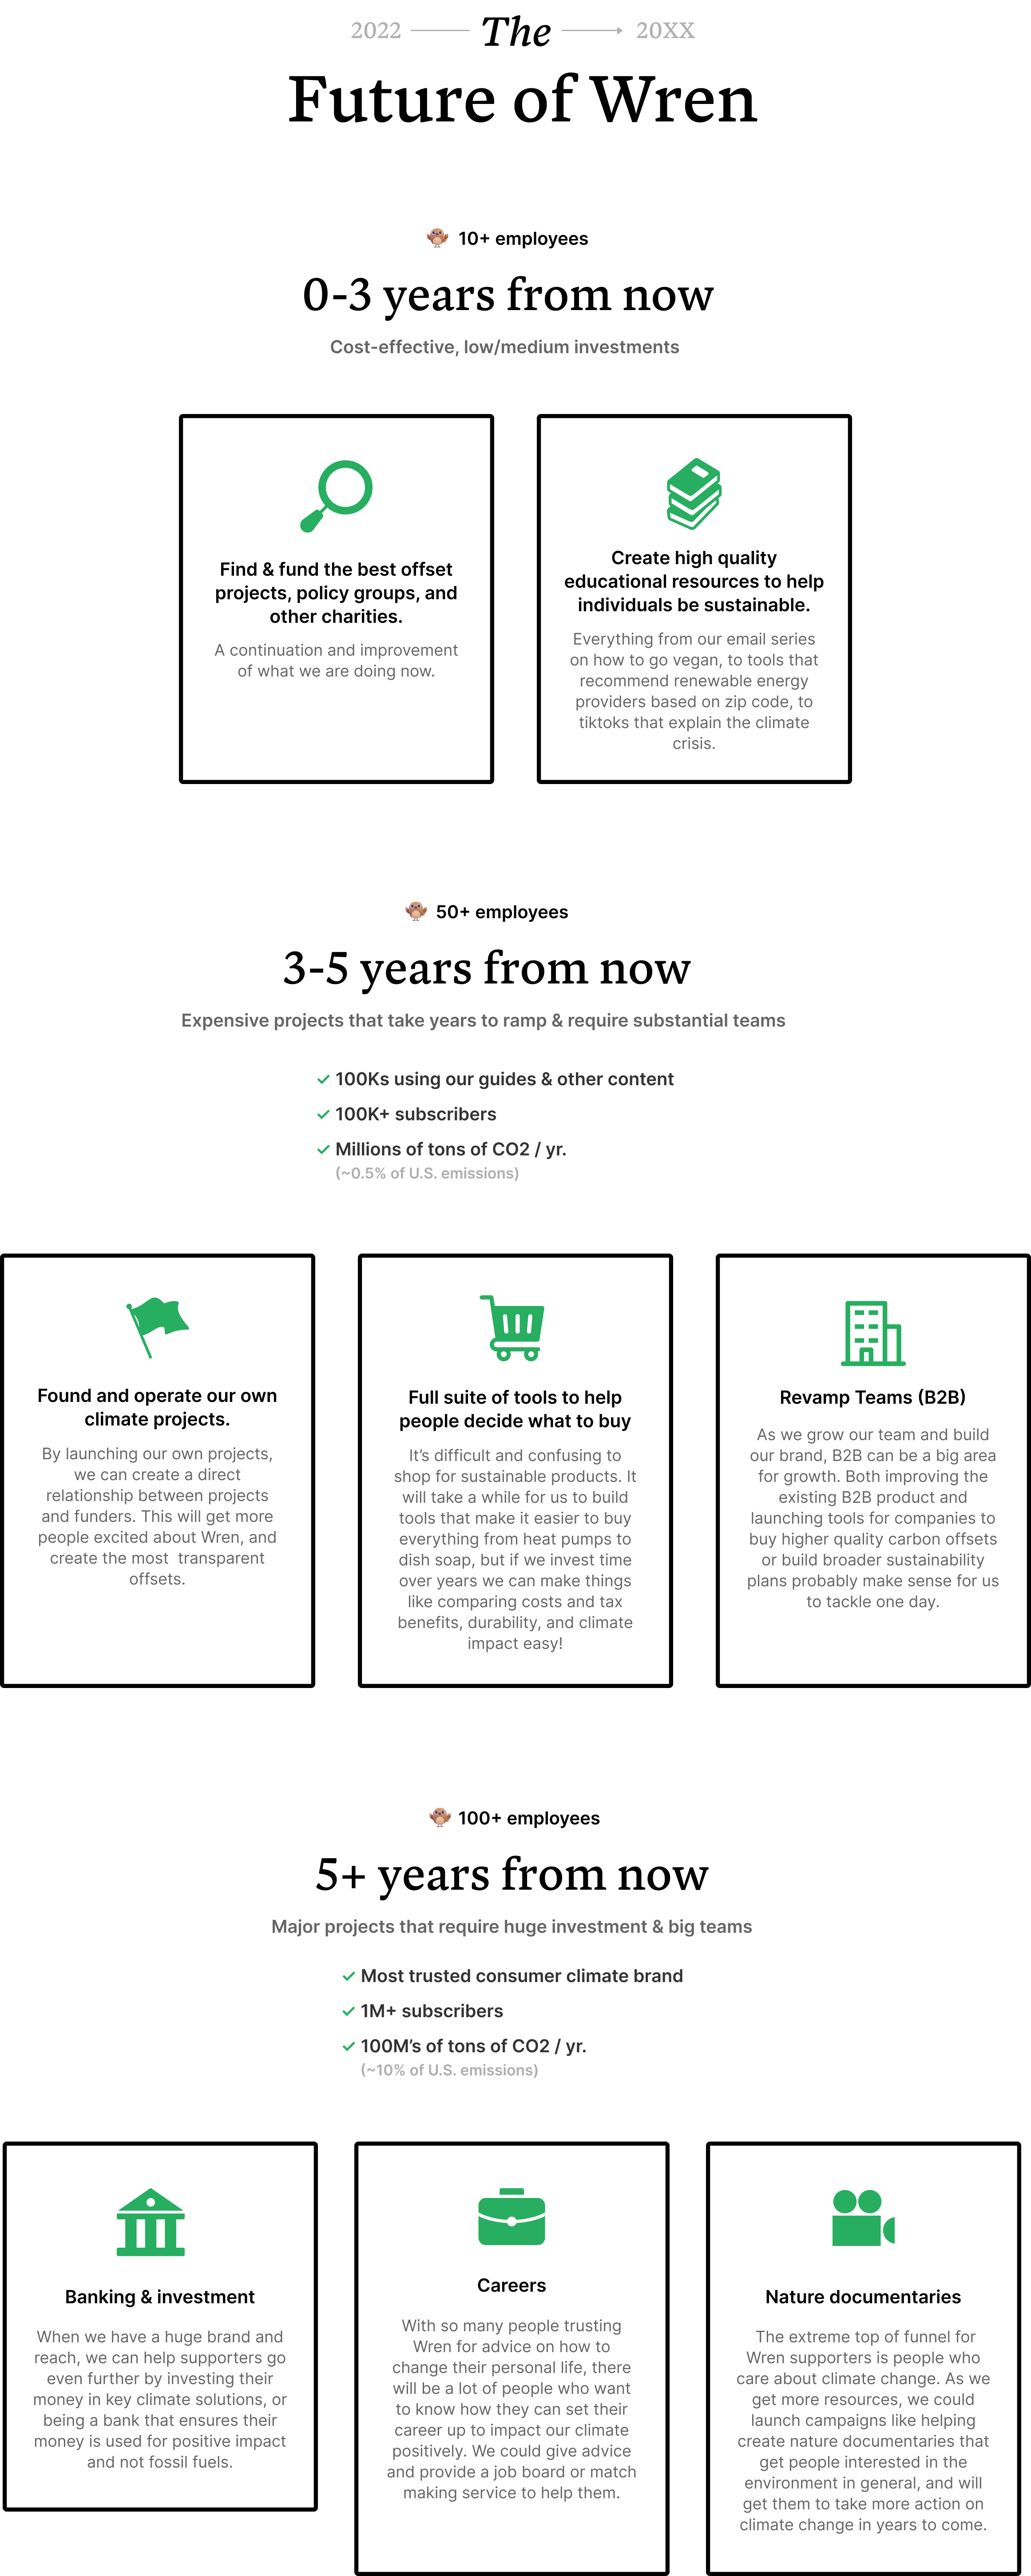 2022 The 20XX
Future of Wren
10+ employees
0-3 years from now
Cost-effective, low/medium investments
Find & fund the best offset
projects, policy groups, and
other charities.
A continuation and improvement
of what we are doing now.
Create high quality
educational resources to help
individuals be sustainable.
Everything from our email series
on how to go vegan, to tools that
recommend renewable energy
providers based on zip code, to
tiktoks that explain the climate
crisis.
50+ employees
3-5 years from now
Expensive projects that take years to ramp & require substantial teams
100Ks using our guides & other content
100K+ subscribers
Millions of tons of CO2 / yr.
(~0.5% of U.S. emissions)
Found and operate our own
climate projects.
By launching our own projects,
we can create a direct
relationship between projects
and funders. This will get more
people excited about Wren, and
create the most  transparent
offsets.
Full suite of tools to help
people decide what to buy
It’s difficult and confusing to
shop for sustainable products. It
will take a while for us to build
tools that make it easier to buy
everything from heat pumps to
dish soap, but if we invest time
over years we can make things
like comparing costs and tax
benefits, durability, and climate
impact easy!
Revamp Teams (B2B)
As we grow our team and build
our brand, B2B can be a big area
for growth. Both improving the
existing B2B product and
launching tools for companies to
buy higher quality carbon offsets
or build broader sustainability
plans probably make sense for us
to tackle one day.
100+ employees
5+ years from now
Major projects that require huge investment & big teams
Most trusted consumer climate brand
1M+ subscribers
100M’s of tons of CO2 / yr.
(~10% of U.S. emissions)
Banking & investment
When we have a huge brand and
reach, we can help supporters go
even further by investing their
money in key climate solutions, or
being a bank that ensures their
money is used for positive impact
and not fossil fuels.
Careers
With so many people trusting
Wren for advice on how to
change their personal life, there
will be a lot of people who want
to know how they can set their
career up to impact our climate
positively. We could give advice
and provide a job board or match
making service to help them.
Nature documentaries
The extreme top of funnel for
Wren supporters is people who
care about climate change. As we
get more resources, we could
launch campaigns like helping
create nature documentaries that
get people interested in the
environment in general, and will
get them to take more action on
climate change in years to come.